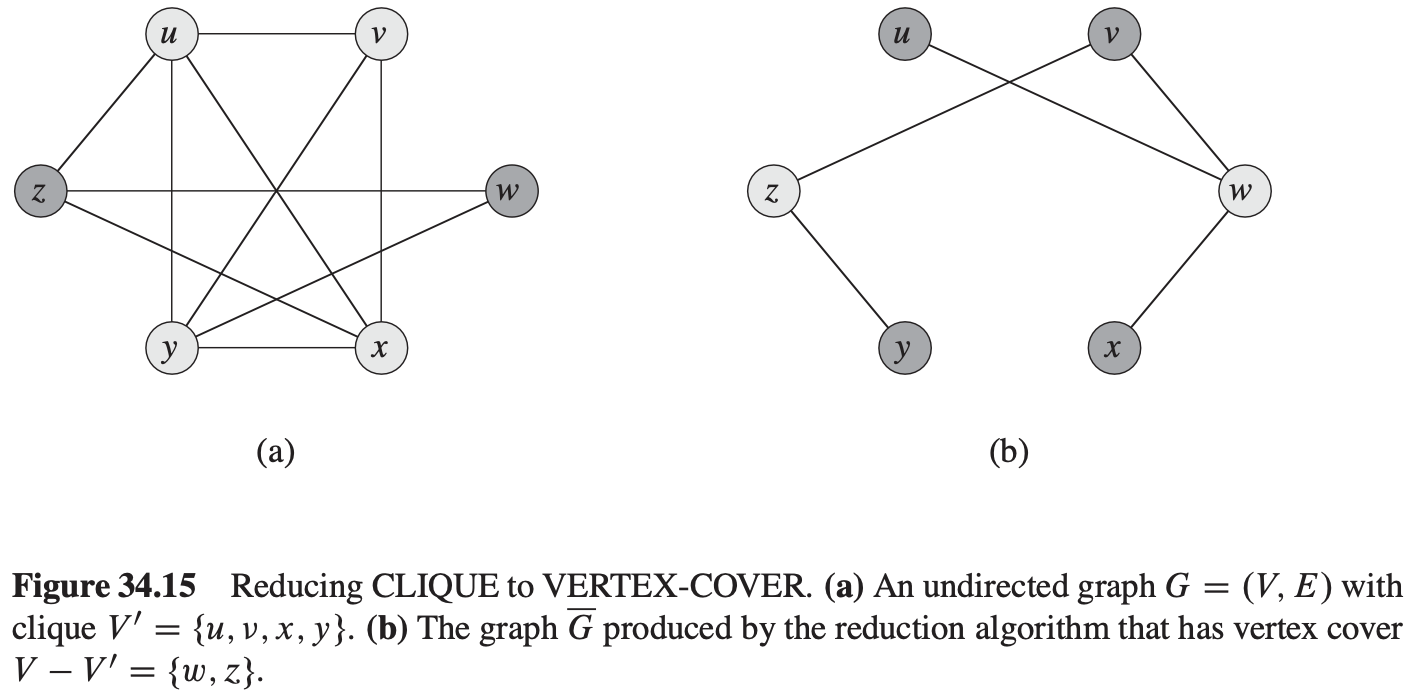 u v u v
z w z w
y x y x
(a) (b)
Figure 34.15 Reducing CLIQUE to VERTEX-COVER. (a) An undirected graph G = (V, E) with
clique V′ = {u, v, x, y}. (b) The graph G̅ produced by the reduction algorithm that has vertex cover
V − V′ = {w, z}.